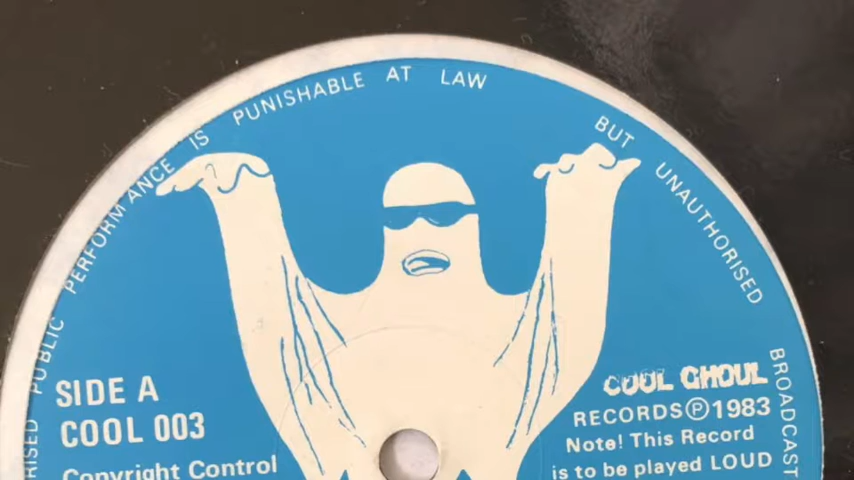 RISED PUBLIC PERFORMANCE IS PUNISHABLE AT LAW BUT UNAUTHORISED BROADCAST
SIDE A
COOL 003
Copyright Control
COOL GHOUL
RECORDS Ⓟ 1983
Note! This Record
is to be played LOUD